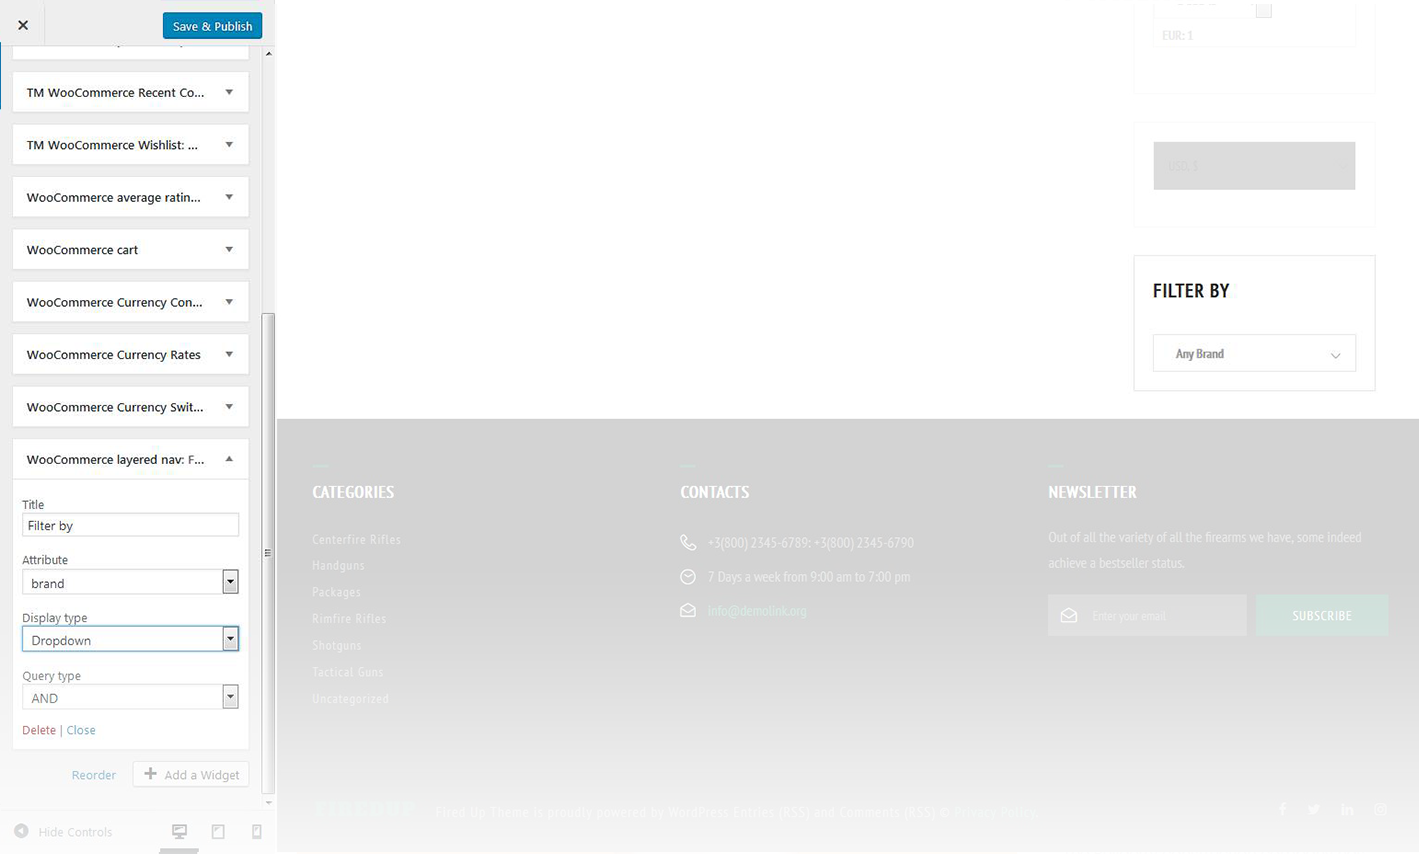 Save & Publish
TM WooCommerce Recent Co...
TM WooCommerce Wishlist: ...
WooCommerce average ratin...
WooCommerce cart
WooCommerce Currency Con...
WooCommerce Currency Rates
WooCommerce Currency Swit...
WooCommerce layered nav: F...
Title
Filter by
Attribute
brand
Display type
Dropdown
Query type
AND
Delete | Close
Reorder
Add a Widget
Hide Controls
EUR: 1
USD: 1
FILTER BY
Any Brand
CATEGORIES
Centerfire Rifles
Handguns
Packages
Rimfire Rifles
Shotguns
Tactical Guns
Uncategorized
CONTACTS
+3(800) 2345-6789; +3(800) 2345-6790
7 Days a week from 9:00 am to 7:00 pm
info@demolink.org
NEWSLETTER
Out of all the variety of all the firearms we have, some indeed
achieve a bestseller status.
Enter your email
SUBSCRIBE
Fired Up Theme is proudly powered by WordPress Entries (RSS) and Comments (RSS) © Privacy Policy